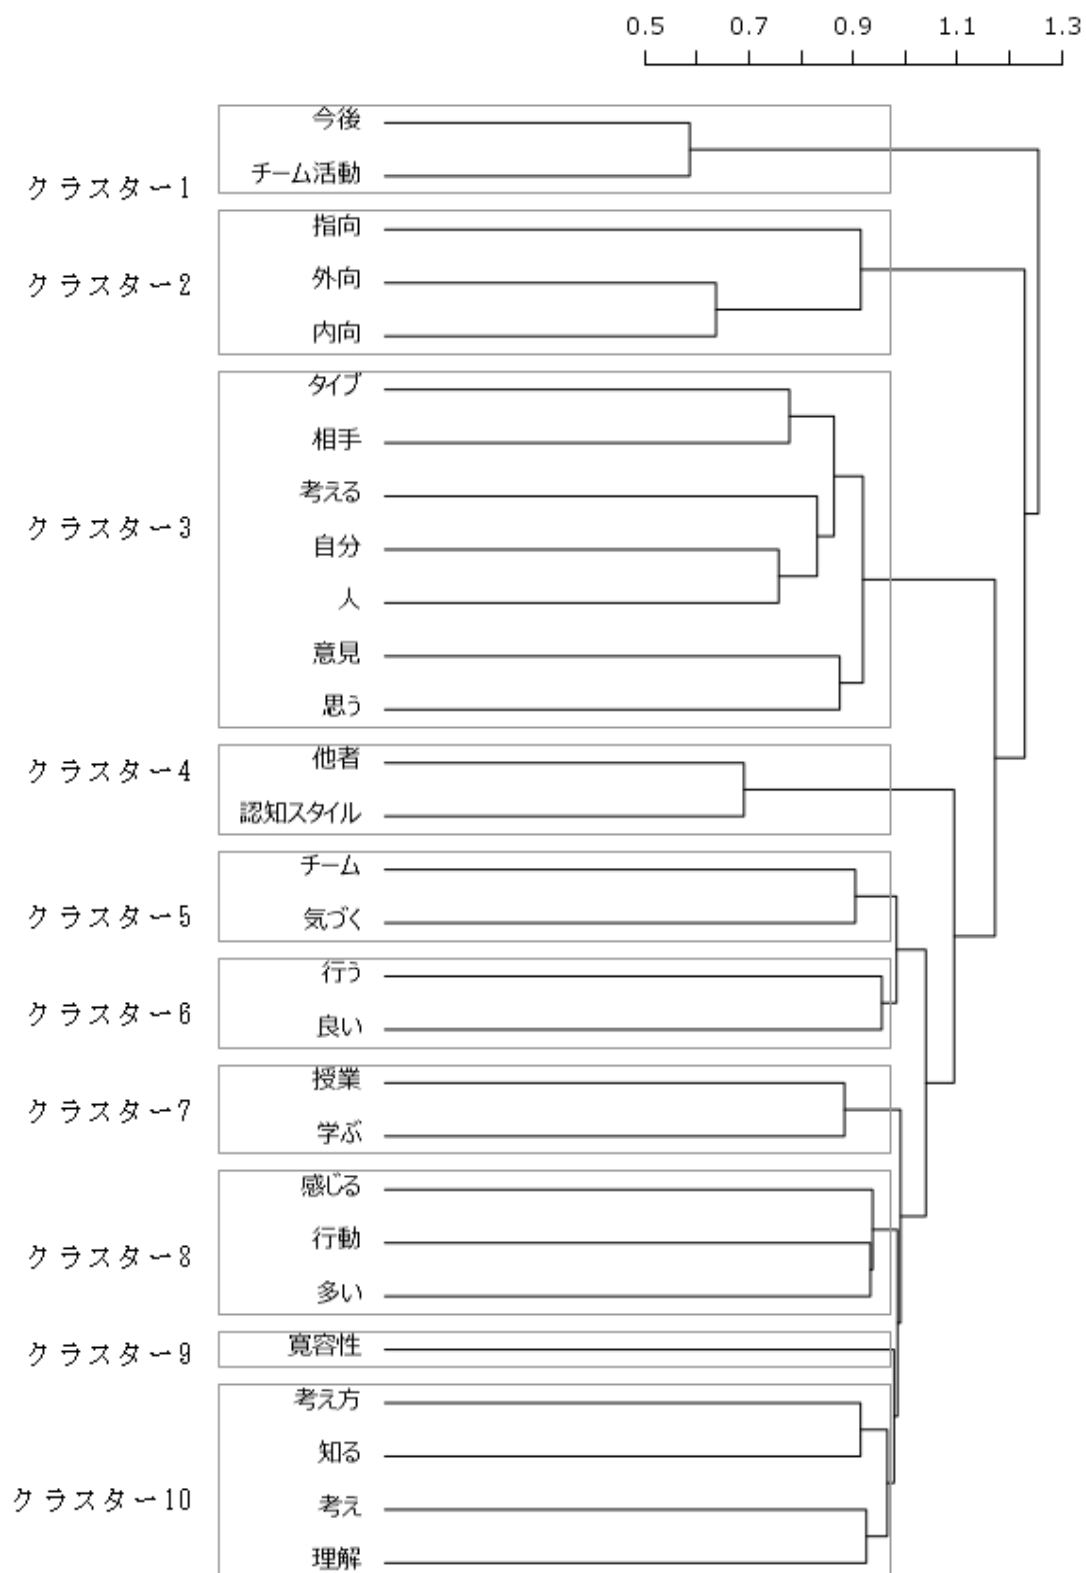 0.5 0.7 0.9 1.1 1.3
今後
チーム活動
クラスター1
指向
クラスター2
外向
内向
タイプ
相手
考える
クラスター3
自分
人
意見
思う
他者
クラスター4
認知スタイル
チーム
クラスター5
気づく
行う
クラスター6
良い
授業
クラスター7
学ぶ
感じる
行動
クラスター8
多い
寛容性
クラスター9
考え方
知る
クラスター10
考え
理解